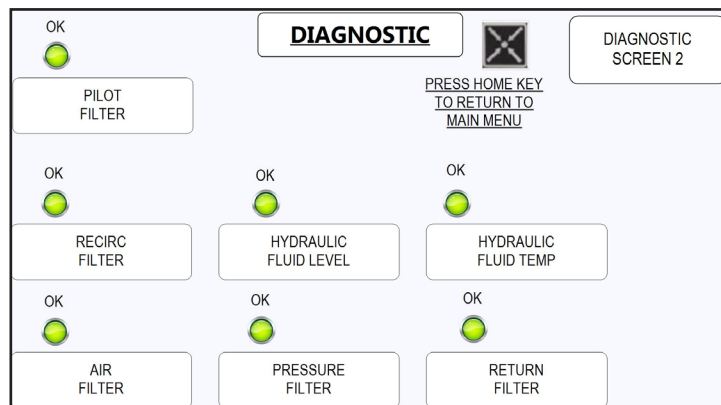 OK
DIAGNOSTIC
DIAGNOSTIC
SCREEN 2
PILOT
FILTER
PRESS HOME KEY
TO RETURN TO
MAIN MENU
OK
OK
OK
RECIRC
FILTER
HYDRAULIC
FLUID LEVEL
HYDRAULIC
FLUID TEMP
OK
OK
OK
AIR
FILTER
PRESSURE
FILTER
RETURN
FILTER